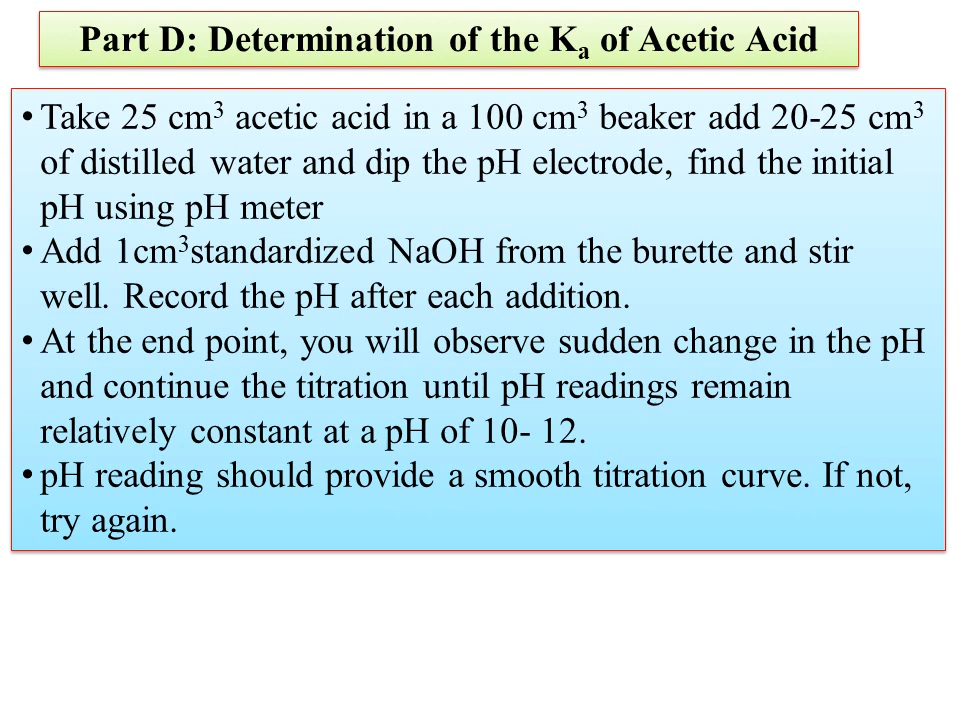 Part D: Determination of the Kₐ of Acetic Acid
• Take 25 cm³ acetic acid in a 100 cm³ beaker add 20-25 cm³
of distilled water and dip the pH electrode, find the initial
pH using pH meter
• Add 1cm³standardized NaOH from the burette and stir
well. Record the pH after each addition.
• At the end point, you will observe sudden change in the pH
and continue the titration until pH readings remain
relatively constant at a pH of 10- 12.
• pH reading should provide a smooth titration curve. If not,
try again.